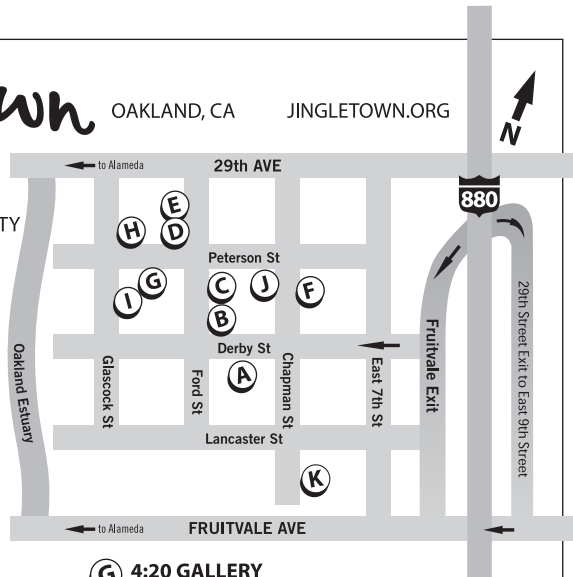 wn
OAKLAND, CA
JINGLETOWN.ORG
N
to Alameda
29th AVE
880
TY
E
H
D
Peterson St
G
C
J
F
I
B
Derby St
A
Oakland Estuary
Glascock St
Ford St
Chapman St
East 7th St
Fruitvale Exit
29th Street Exit to East 9th Street
Lancaster St
K
to Alameda
FRUITVALE AVE
G 4:20 GALLERY